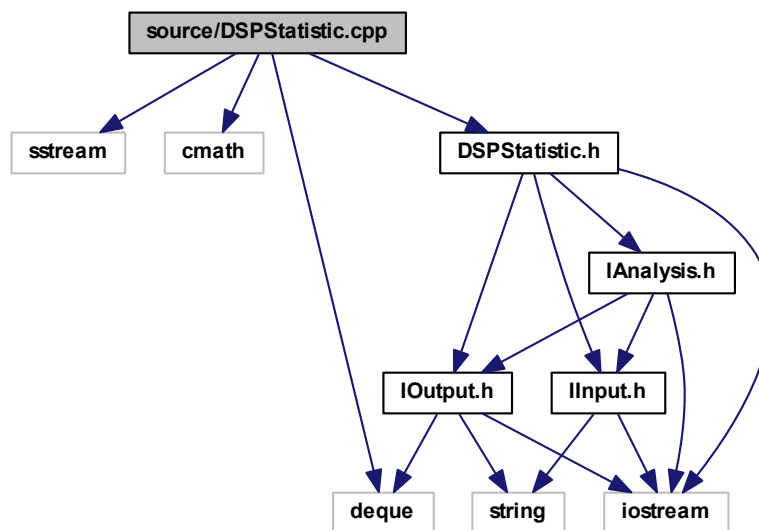 source/DSPStatistic.cpp
sstream
cmath
DSPStatistic.h
IAnalysis.h
IOutput.h
IInput.h
deque
string
iostream